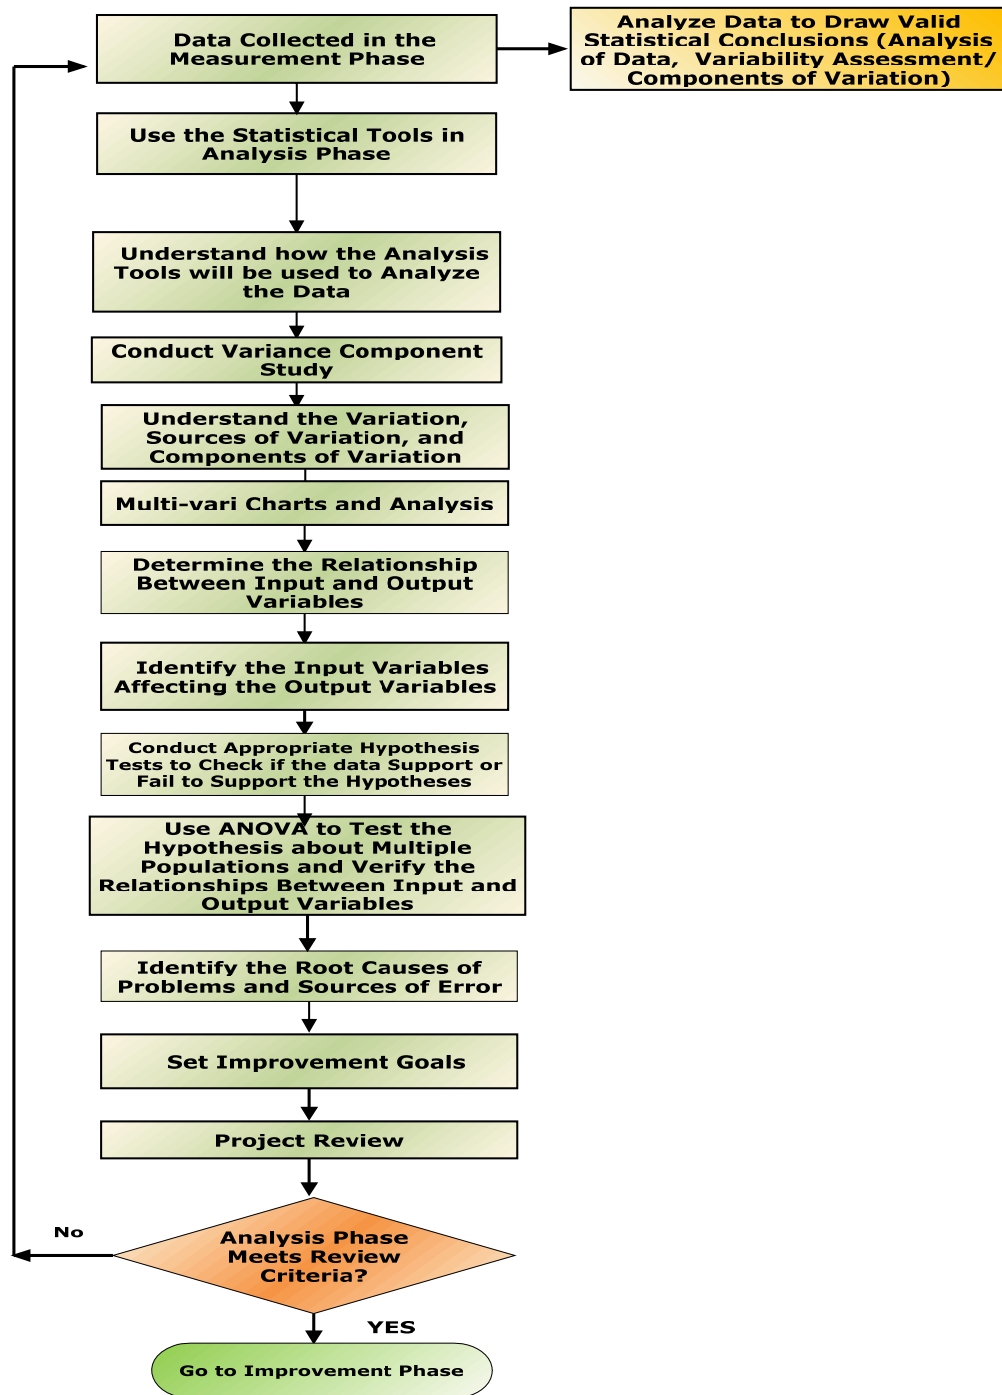 Data Collected in the
Measurement Phase
Analyze Data to Draw Valid
Statistical Conclusions (Analysis
of Data, Variability Assessment/
Components of Variation)
Use the Statistical Tools in
Analysis Phase
Understand how the Analysis
Tools will be used to Analyze
the Data
Conduct Variance Component
Study
Understand the Variation,
Sources of Variation, and
Components of Variation
Multi-vari Charts and Analysis
Determine the Relationship
Between Input and Output
Variables
Identify the Input Variables
Affecting the Output Variables
Conduct Appropriate Hypothesis
Tests to Check if the data Support or
Fail to Support the Hypotheses
Use ANOVA to Test the
Hypothesis about Multiple
Populations and Verify the
Relationships Between Input and
Output Variables
Identify the Root Causes of
Problems and Sources of Error
Set Improvement Goals
Project Review
No
Analysis Phase
Meets Review
Criteria?
YES
Go to Improvement Phase